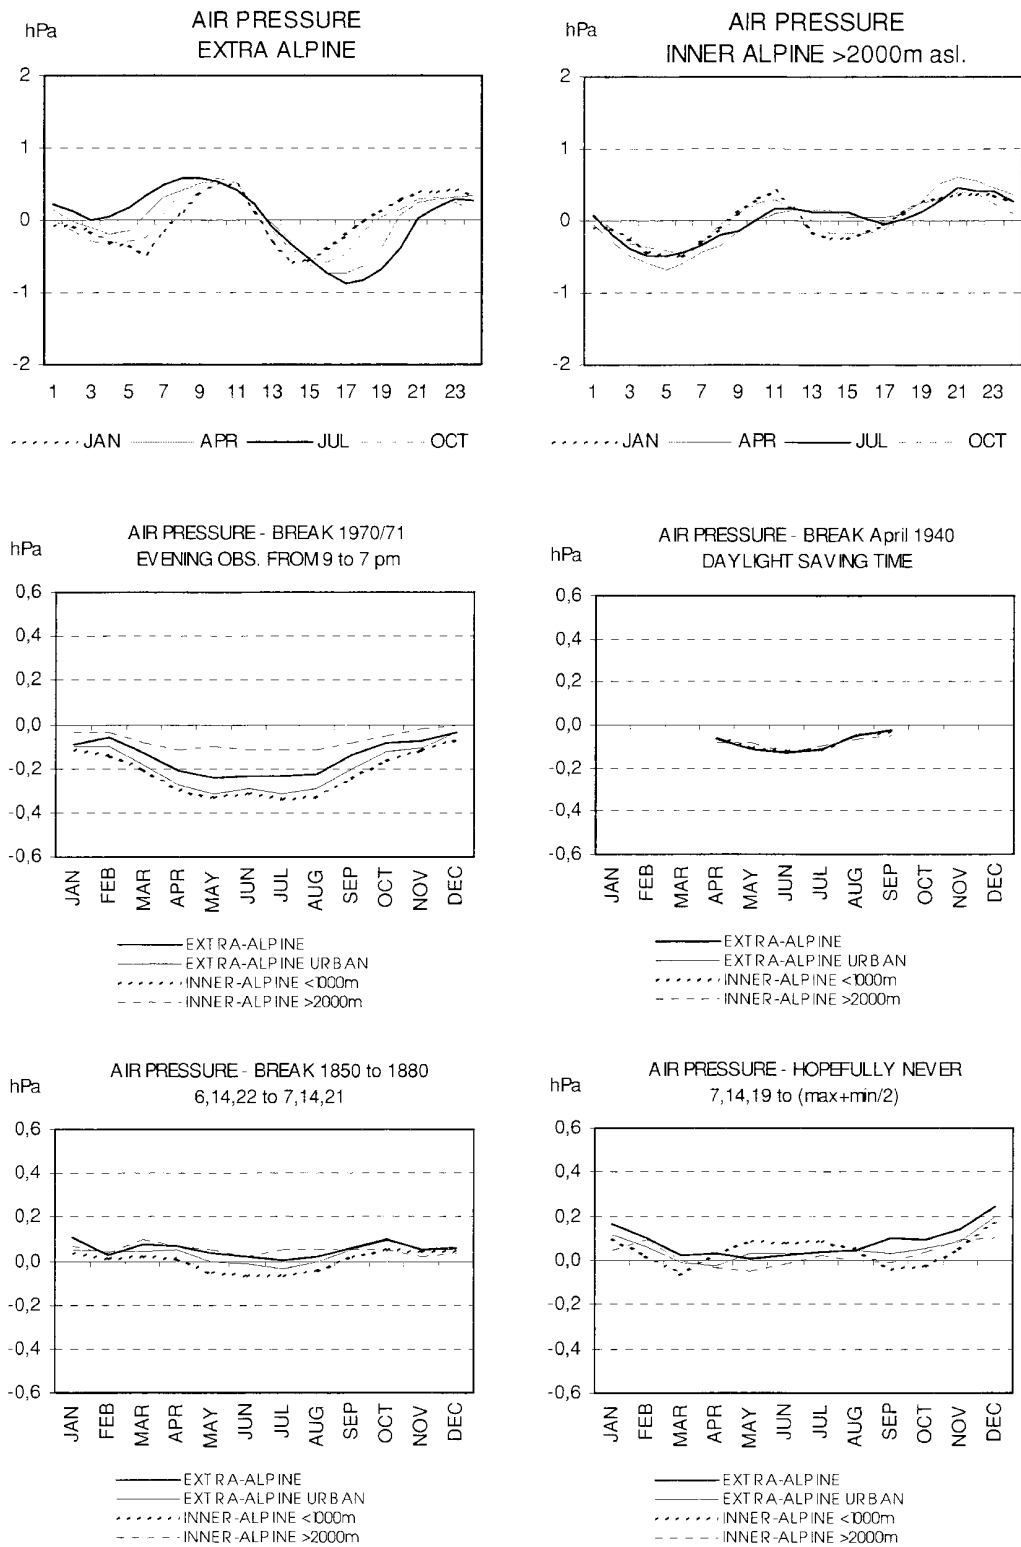 AIR PRESSURE
EXTRA ALPINE
hPa
2
1
0
-1
-2
1 3 5 7 9 11 13 15 17 19 21 23
JAN APR JUL OCT
AIR PRESSURE
INNER ALPINE >2000m asl.
hPa
2
1
0
-1
-2
1 3 5 7 9 11 13 15 17 19 21 23
JAN APR JUL OCT
AIR PRESSURE - BREAK 1970/71
EVENING OBS. FROM 9 to 7 pm
hPa
0,6
0,4
0,2
0,0
-0,2
-0,4
-0,6
JAN FEB MAR APR MAY JUN JUL AUG SEP OCT NOV DEC
EXTRA-ALPINE
EXTRA-ALPINE URBAN
INNER-ALPINE <1000m
INNER-ALPINE >2000m
AIR PRESSURE - BREAK April 1940
DAYLIGHT SAVING TIME
hPa
0,6
0,4
0,2
0,0
-0,2
-0,4
-0,6
JAN FEB MAR APR MAY JUN JUL AUG SEP OCT NOV DEC
EXTRA-ALPINE
EXTRA-ALPINE URBAN
INNER-ALPINE <1000m
INNER-ALPINE >2000m
AIR PRESSURE - BREAK 1850 to 1880
6,14,22 to 7,14,21
hPa
0,6
0,4
0,2
0,0
-0,2
-0,4
-0,6
JAN FEB MAR APR MAY JUN JUL AUG SEP OCT NOV DEC
EXTRA-ALPINE
EXTRA-ALPINE URBAN
INNER-ALPINE <1000m
INNER-ALPINE >2000m
AIR PRESSURE - HOPEFULLY NEVER
7,14,19 to (max+min/2)
hPa
0,6
0,4
0,2
0,0
-0,2
-0,4
-0,6
JAN FEB MAR APR MAY JUN JUL AUG SEP OCT NOV DEC
EXTRA-ALPINE
EXTRA-ALPINE URBAN
INNER-ALPINE <1000m
INNER-ALPINE >2000m